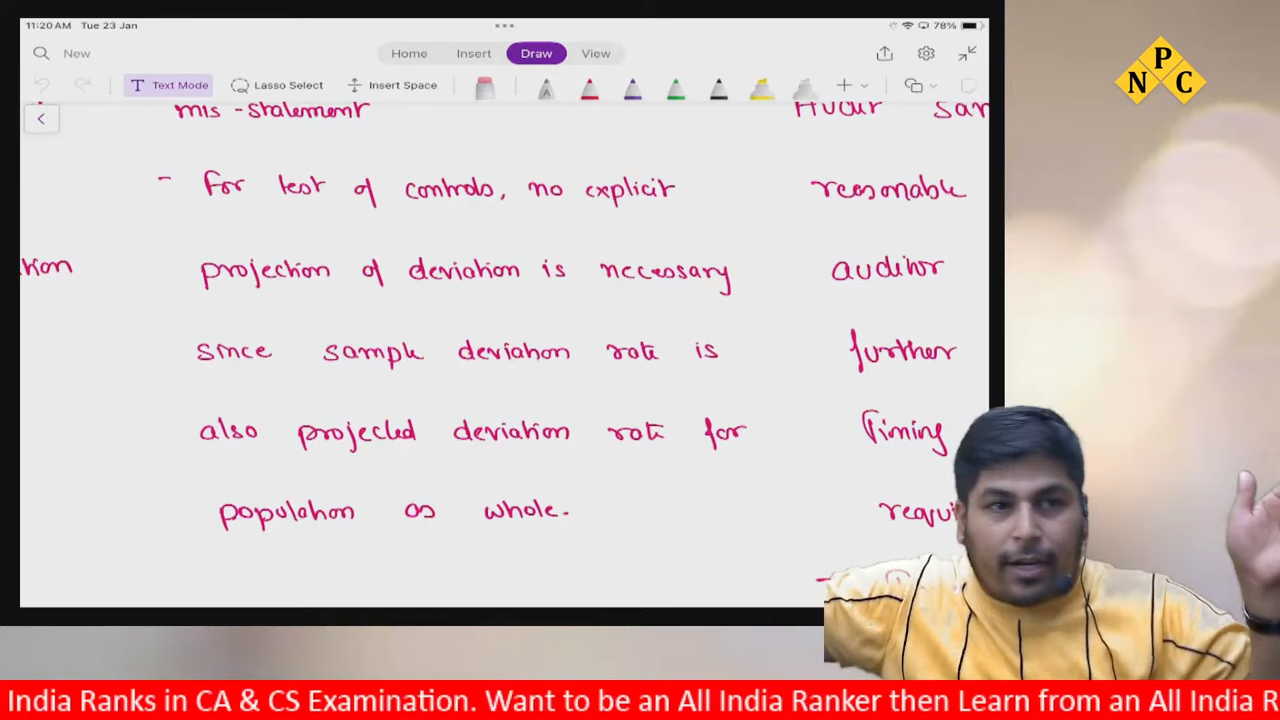 11:20 AM Tue 23 Jan
78%
New
Home Insert Draw View
Text Mode Lasso Select Insert Space
mis-statement
- For test of controls, no explicit
projection of deviation is necessary
since sample deviation rate is
also projected deviation rate for
population as whole.
reasonable
auditor
further
Timing
N P C
India Ranks in CA & CS Examination. Want to be an All India Ranker then Learn from an All India R